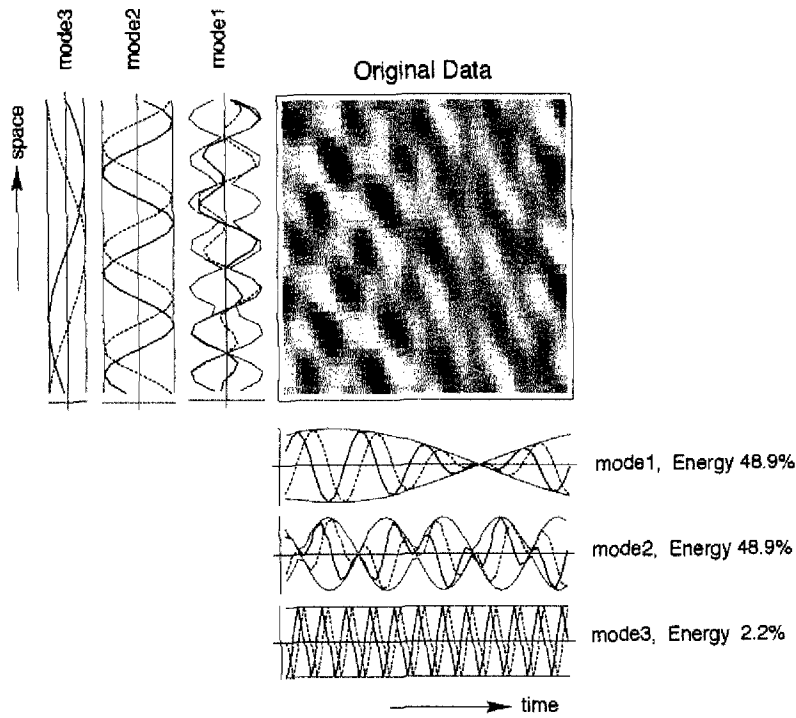 mode3
mode2
mode1
Original Data
space
mode1, Energy 48.9%
mode2, Energy 48.9%
mode3, Energy 2.2%
time